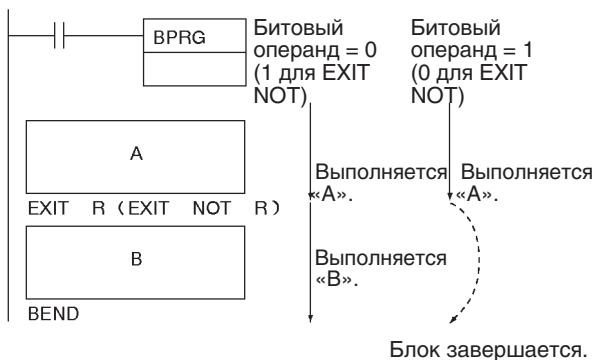 BPRG
Битовый
операнд = 0
(1 для EXIT
NOT)
Битовый
операнд = 1
(0 для EXIT
NOT)
A
Выполняется
«А».
Выполняется
«А».
EXIT R (EXIT NOT R)
B
Выполняется
«В».
BEND
Блок завершается.